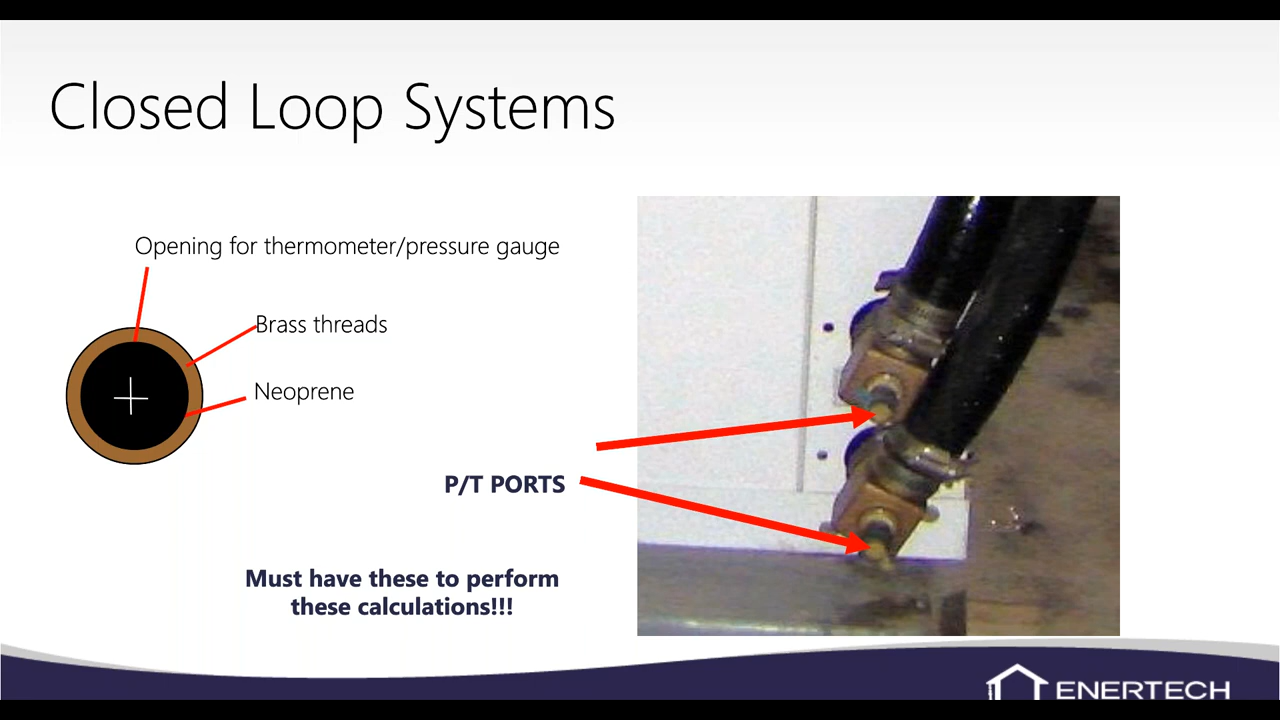 Closed Loop Systems
Opening for thermometer/pressure gauge
Brass threads
Neoprene
P/T PORTS
Must have these to perform
these calculations!!!
ENERTECH